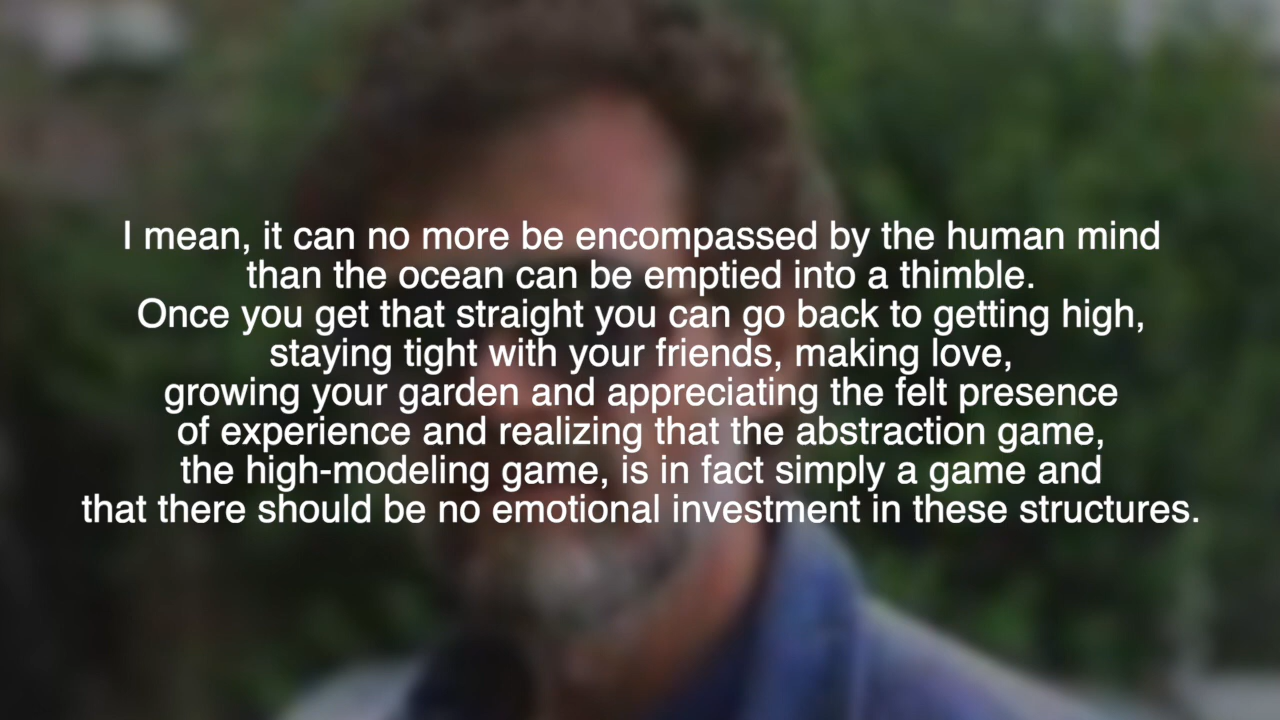 I mean, it can no more be encompassed by the human mind
than the ocean can be emptied into a thimble.
Once you get that straight you can go back to getting high,
staying tight with your friends, making love,
growing your garden and appreciating the felt presence
of experience and realizing that the abstraction game,
the high-modeling game, is in fact simply a game and
that there should be no emotional investment in these structures.